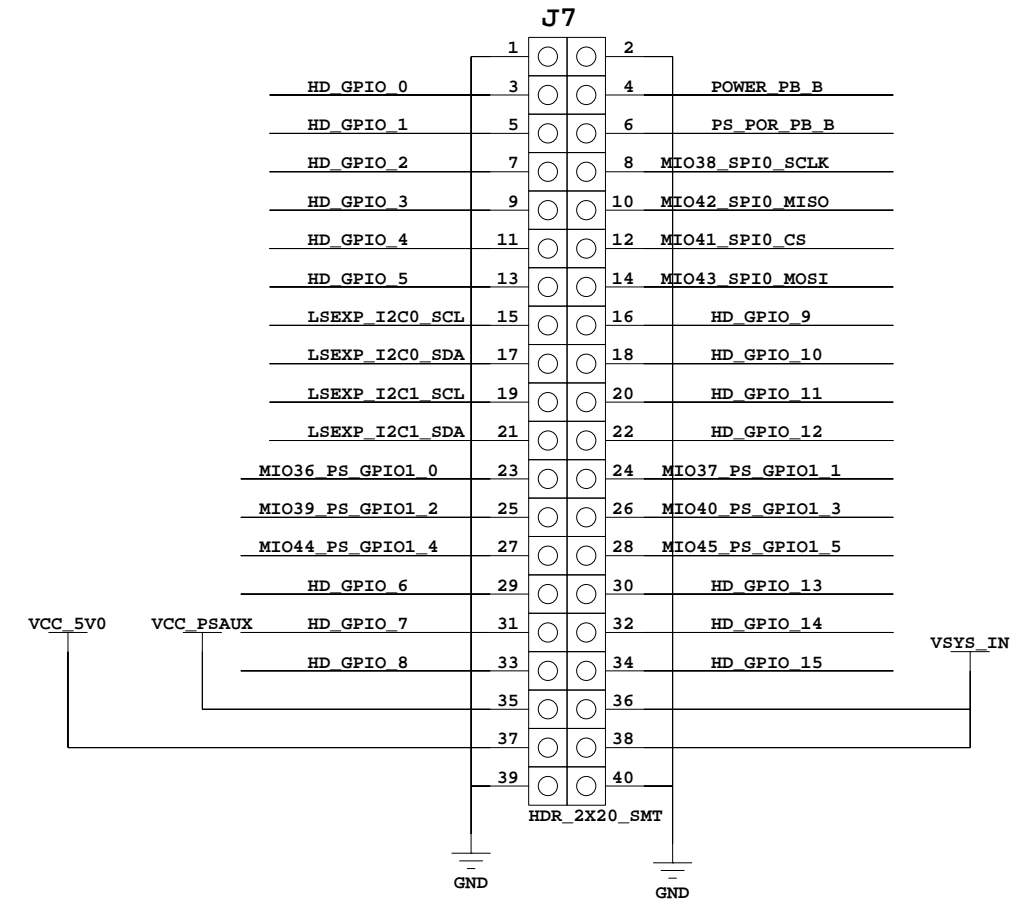 J7
1 2
HD_GPIO_0 3 4 POWER_PB_B
HD_GPIO_1 5 6 PS_POR_PB_B
HD_GPIO_2 7 8 MIO38_SPI0_SCLK
HD_GPIO_3 9 10 MIO42_SPI0_MISO
HD_GPIO_4 11 12 MIO41_SPI0_CS
HD_GPIO_5 13 14 MIO43_SPI0_MOSI
LSEXP_I2C0_SCL 15 16 HD_GPIO_9
LSEXP_I2C0_SDA 17 18 HD_GPIO_10
LSEXP_I2C1_SCL 19 20 HD_GPIO_11
LSEXP_I2C1_SDA 21 22 HD_GPIO_12
MIO36_PS_GPIO1_0 23 24 MIO37_PS_GPIO1_1
MIO39_PS_GPIO1_2 25 26 MIO40_PS_GPIO1_3
MIO44_PS_GPIO1_4 27 28 MIO45_PS_GPIO1_5
HD_GPIO_6 29 30 HD_GPIO_13
VCC_5V0 VCC_PSAUX HD_GPIO_7 31 32 HD_GPIO_14
VSYS_IN
HD_GPIO_8 33 34 HD_GPIO_15
35 36
37 38
39 40
HDR_2X20_SMT
GND GND